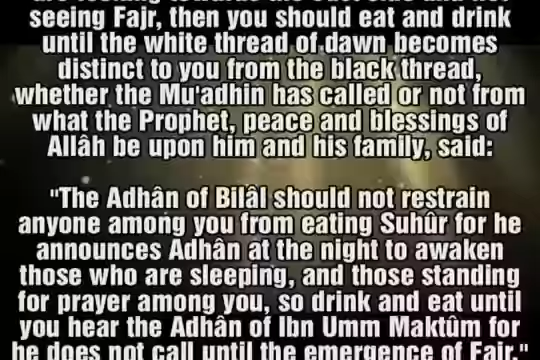 seeing Fajr, then you should eat and drink
until the white thread of dawn becomes
distinct to you from the black thread,
whether the Mu'adhin has called or not from
what the Prophet, peace and blessings of
Allâh be upon him and his family, said:
"The Adhân of Bilâl should not restrain
anyone among you from eating Suhûr for he
announces Adhân at the night to awaken
those who are sleeping, and those standing
for prayer among you, so drink and eat until
you hear the Adhân of Ibn Umm Maktûm for
he does not call until the emergence of Fajr."